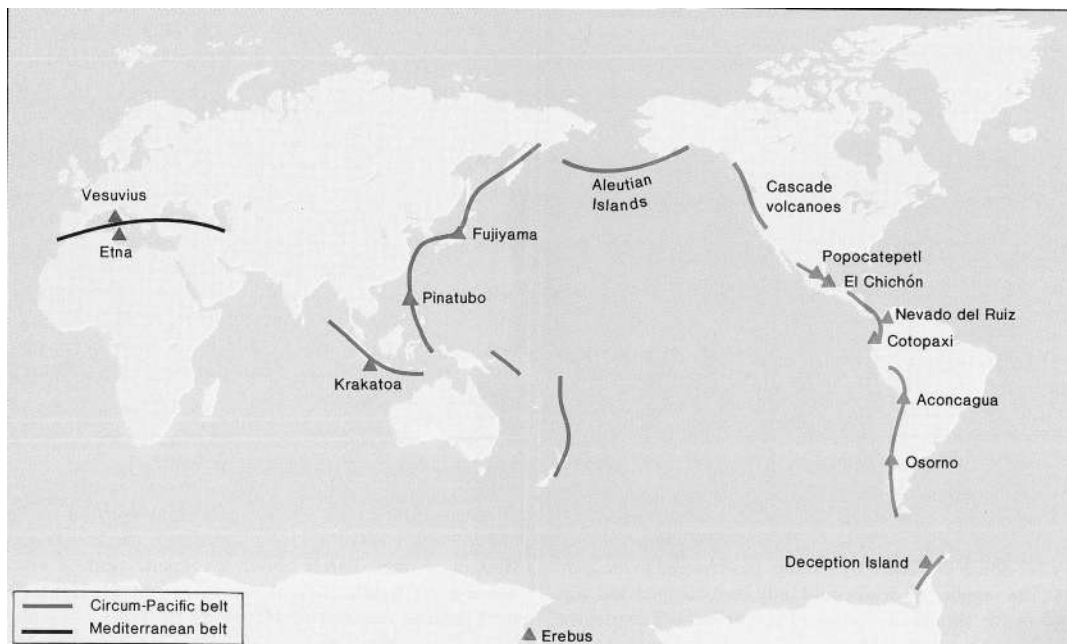 Vesuvius
Etna
Aleutian
Islands
Cascade
volcanoes
Fujiyama
Popocatepetl
El Chichón
Pinatubo
Nevado del Ruiz
Cotopaxi
Krakatoa
Aconcagua
Osorno
Deception Island
Circum-Pacific belt
Mediterranean belt
Erebus